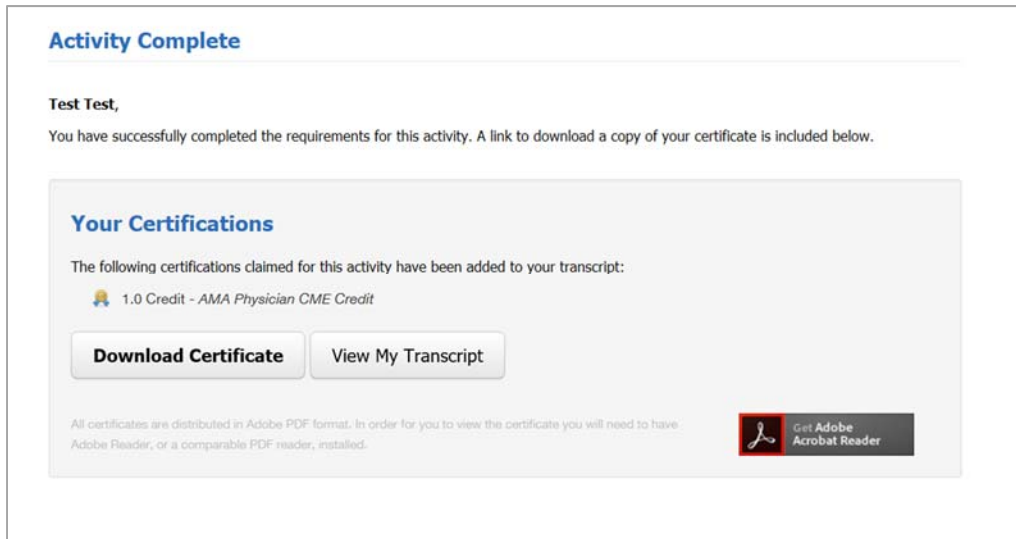 Activity Complete
Test Test,
You have successfully completed the requirements for this activity. A link to download a copy of your certificate is included below.
Your Certifications
The following certifications claimed for this activity have been added to your transcript:
1.0 Credit - AMA Physician CME Credit
Download Certificate
View My Transcript
All certificates are distributed in Adobe PDF format. In order for you to view the certificate you will need to have
Adobe Reader, or a comparable PDF reader, installed.
Get Adobe
Acrobat Reader